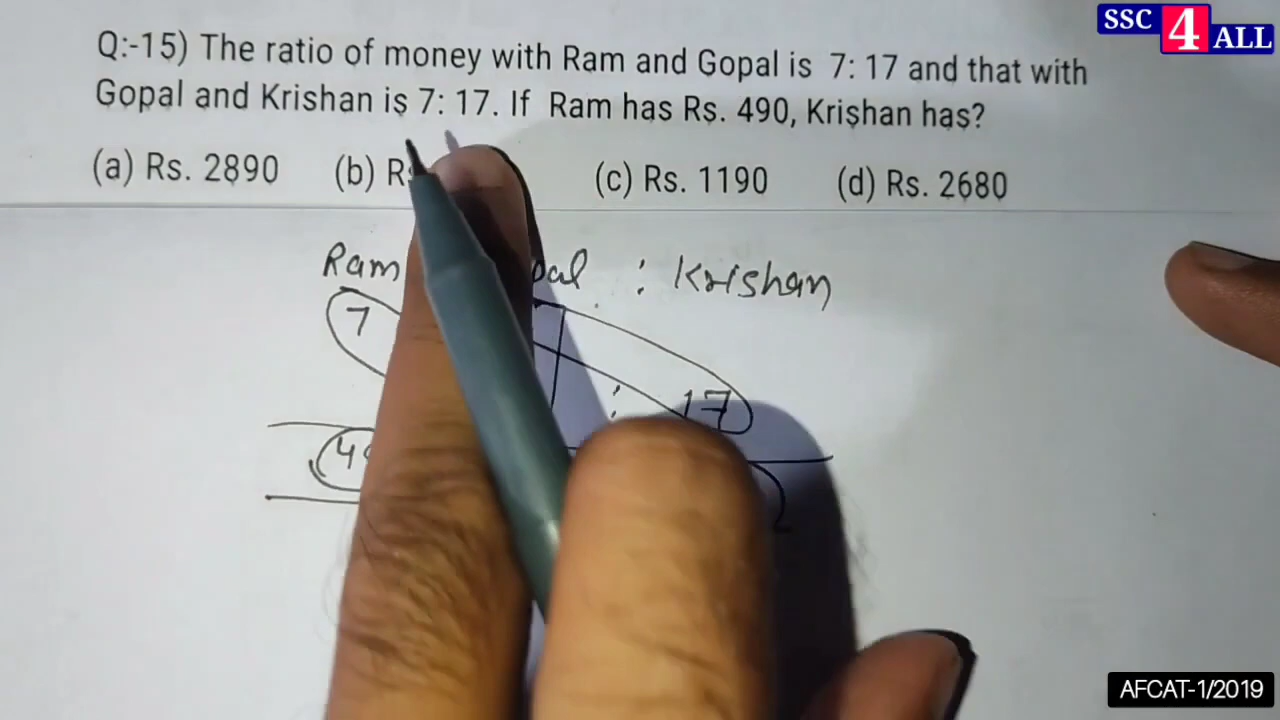 SSC 4 ALL
Q:-15) The ratio of money with Ram and Gopal is 7: 17 and that with
Gopal and Krishan is 7: 17. If Ram has Rs. 490, Krishan has?
(a) Rs. 2890 (b) (c) Rs. 1190 (d) Rs. 2680
Ram : Krishan
7
: 17
AFCAT-1/2019